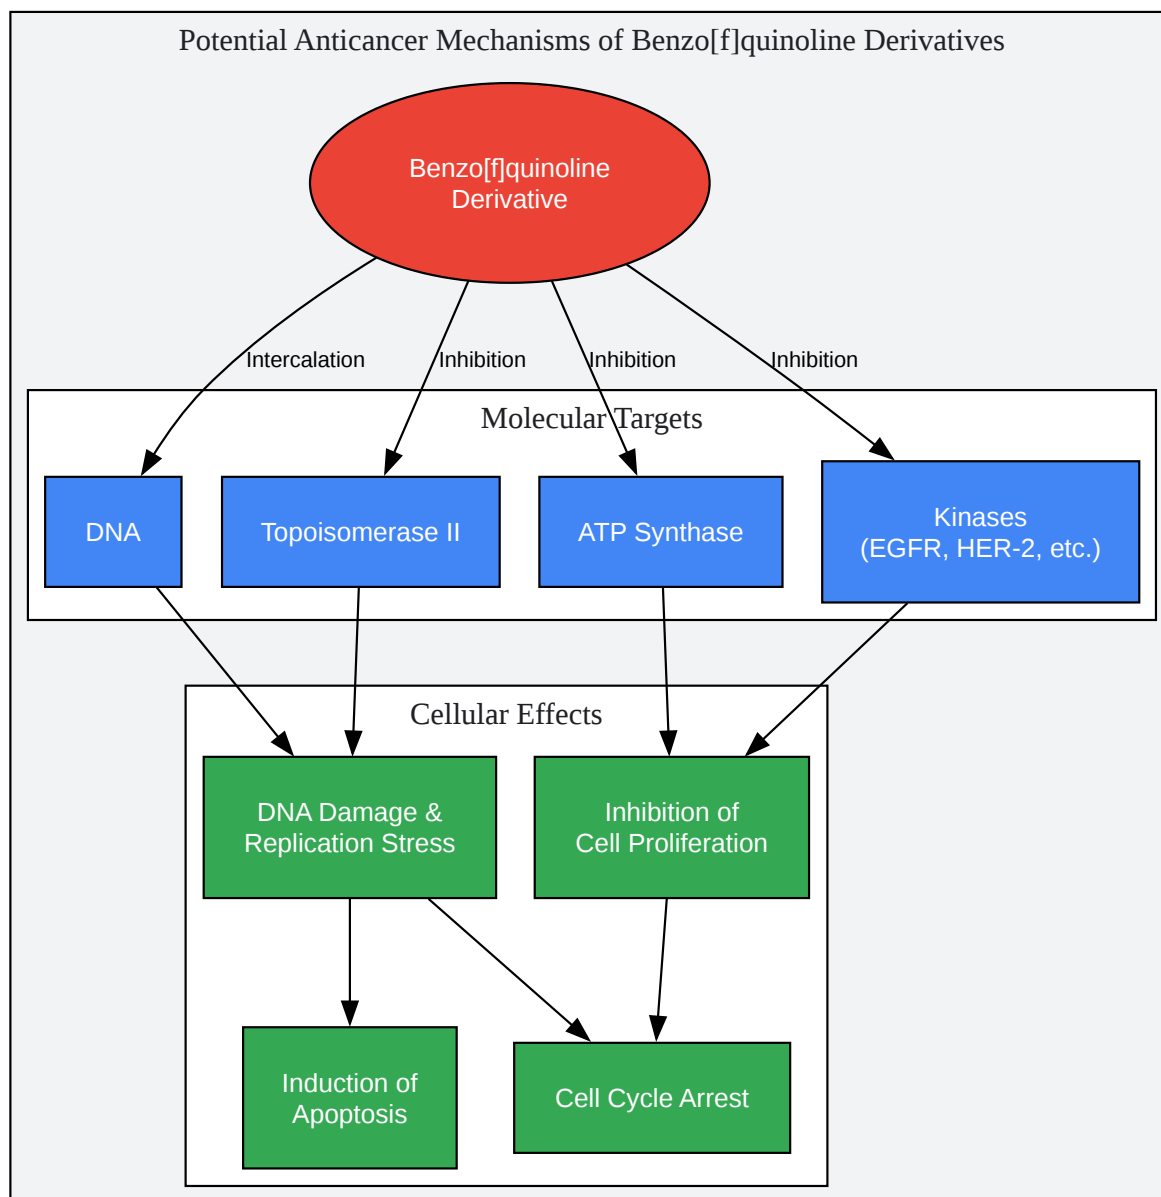 Potential Anticancer Mechanisms of Benzo[f]quinoline Derivatives
Benzo[f]quinoline
Derivative
Intercalation
Inhibition
Inhibition
Inhibition
Molecular Targets
DNA
Topoisomerase II
ATP Synthase
Kinases
(EGFR, HER-2, etc.)
Cellular Effects
DNA Damage &
Replication Stress
Inhibition of
Cell Proliferation
Induction of
Apoptosis
Cell Cycle Arrest